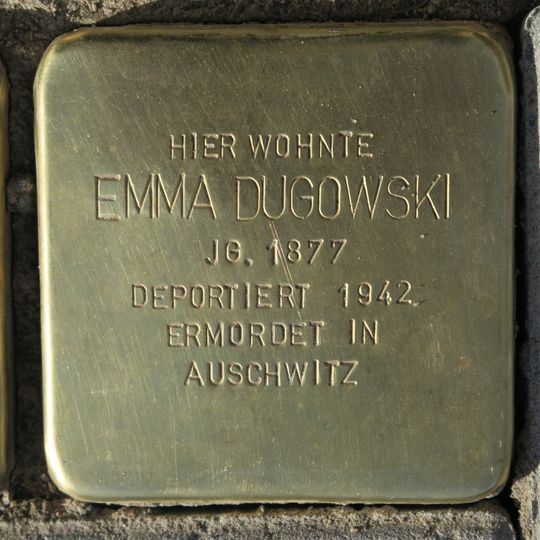 HIER WOHNTE
EMMA DUGOWSKI
JG. 1877
DEPORTIERT 1942
ERMORDET IN
AUSCHWITZ